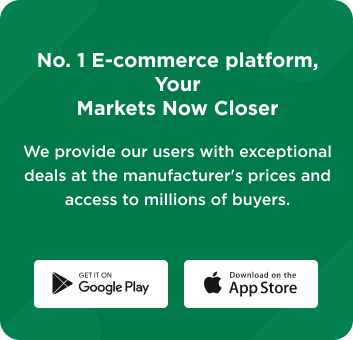 No. 1 E-commerce platform,
Your
Markets Now Closer
We provide our users with exceptional
deals at the manufacturer's prices and
access to millions of buyers.
GET IT ON
Google Play
Download on the
App Store